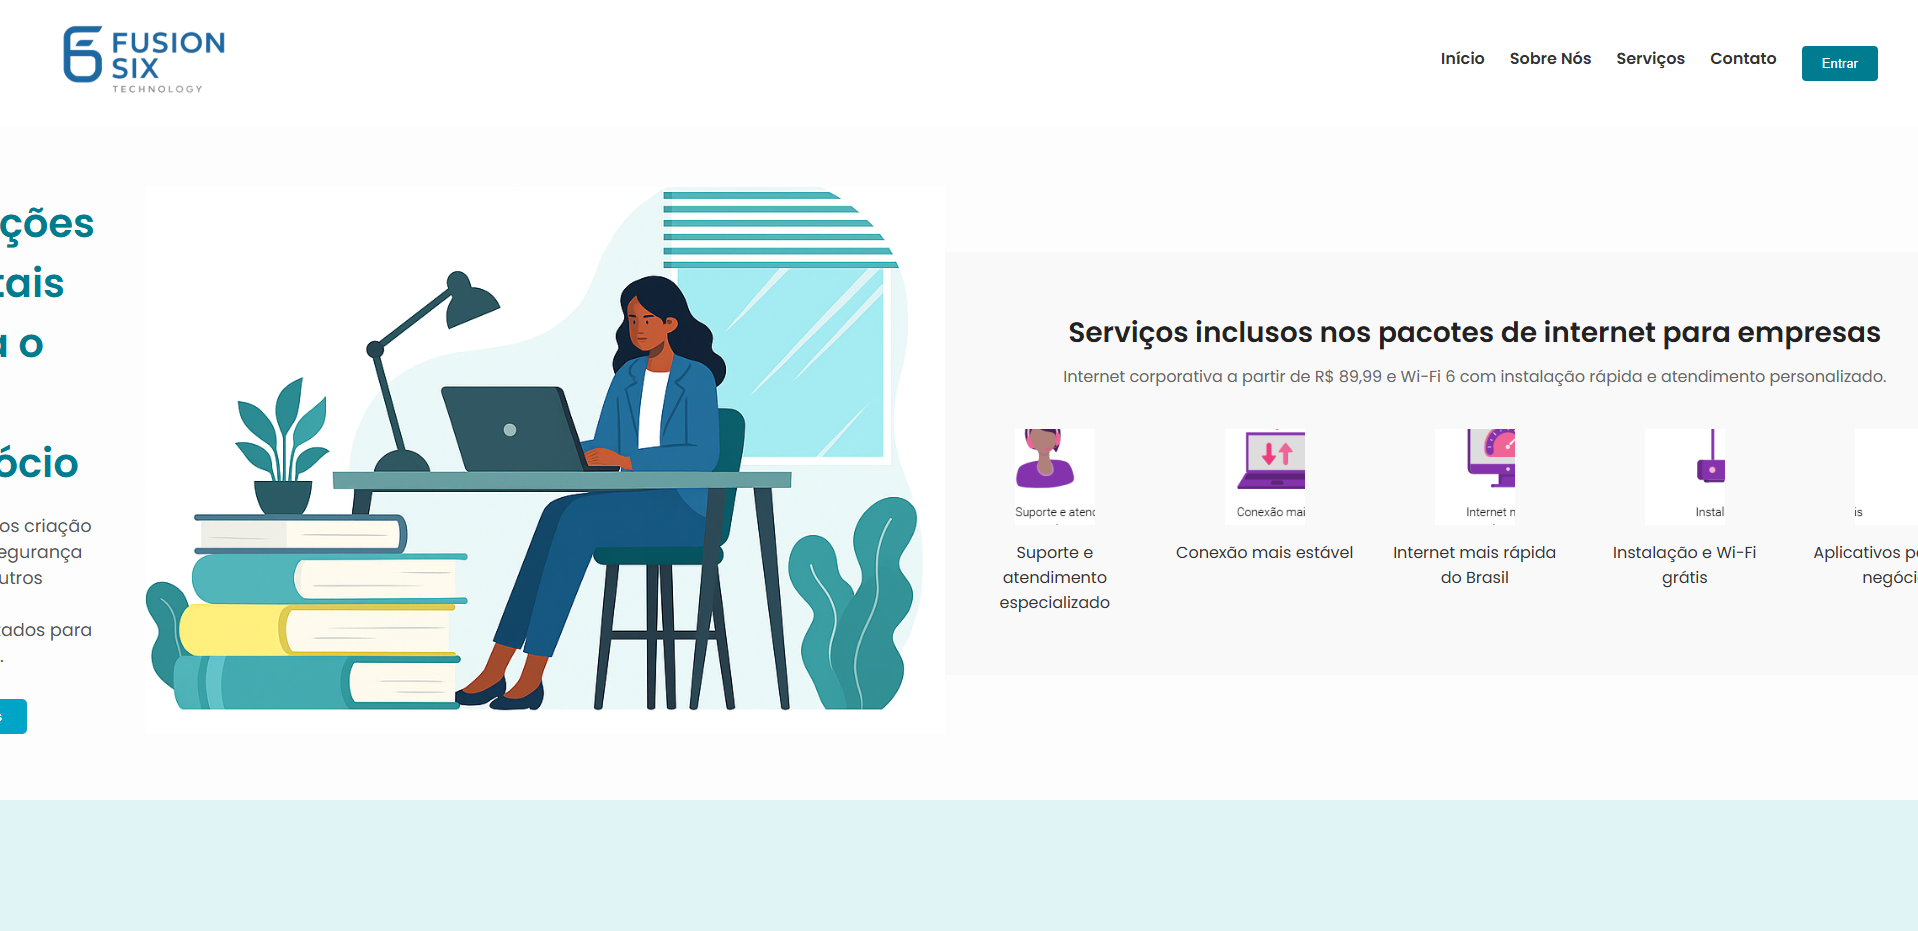 FUSION
SIX
TECHNOLOGY
Início Sobre Nós Serviços Contato Entrar
ções
tais
a o
ócio
os criação
egurança
utros
ados para
.
s
Serviços inclusos nos pacotes de internet para empresas
Internet corporativa a partir de R$ 89,99 e Wi-Fi 6 com instalação rápida e atendimento personalizado.
Suporte e atend
Conexão mai
Internet n
Instal
is
Suporte e
atendimento
especializado
Conexão mais estável
Internet mais rápida
do Brasil
Instalação e Wi-Fi
grátis
Aplicativos p
negóci